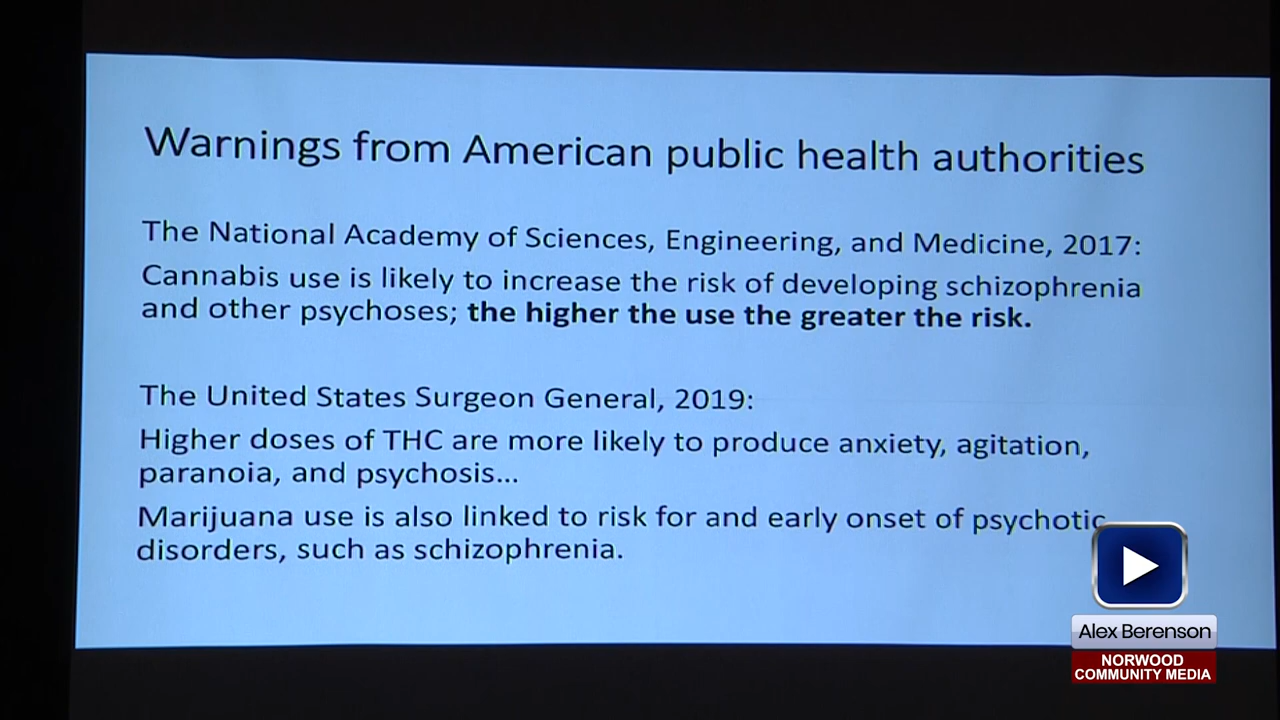 Warnings from American public health authorities
The National Academy of Sciences, Engineering, and Medicine, 2017:
Cannabis use is likely to increase the risk of developing schizophrenia
and other psychoses; the higher the use the greater the risk.
The United States Surgeon General, 2019:
Higher doses of THC are more likely to produce anxiety, agitation,
paranoia, and psychosis...
Marijuana use is also linked to risk for and early onset of psychotic
disorders, such as schizophrenia.
Alex Berenson
NORWOOD
COMMUNITY MEDIA